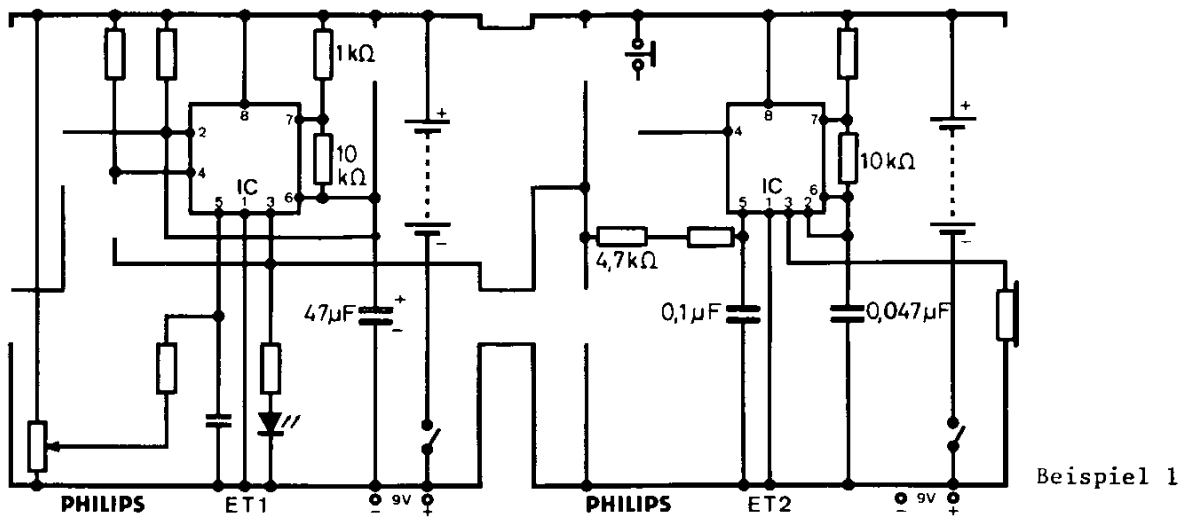 1kΩ
8
7
2
10
kΩ
4
IC
6
5 1 3
+
-
47µF
+
-
PHILIPS ET1 - 9V +
8
7
4
10kΩ
IC
6
5 1 3 2
+
-
4,7kΩ
0,1µF
0,047µF
PHILIPS ET2 - 9V +
Beispiel 1